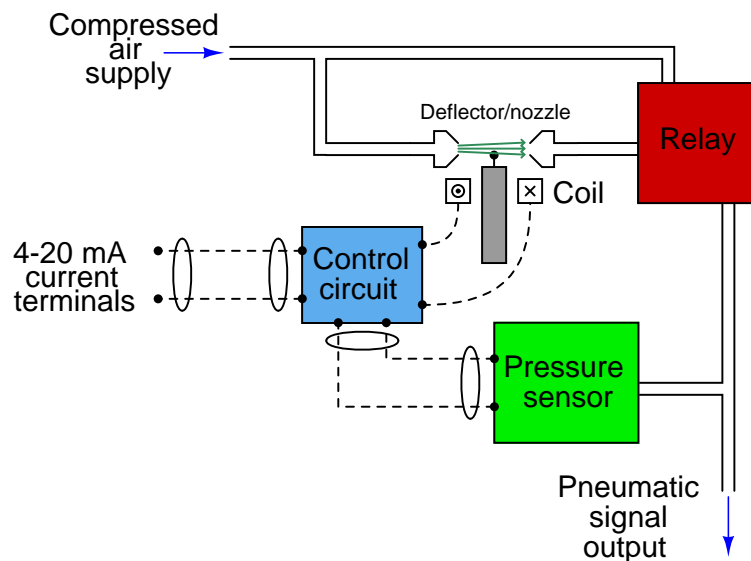 Compressed
air
supply
Deflector/nozzle
Relay
Coil
4-20 mA
current
terminals
Control
circuit
Pressure
sensor
Pneumatic
signal
output